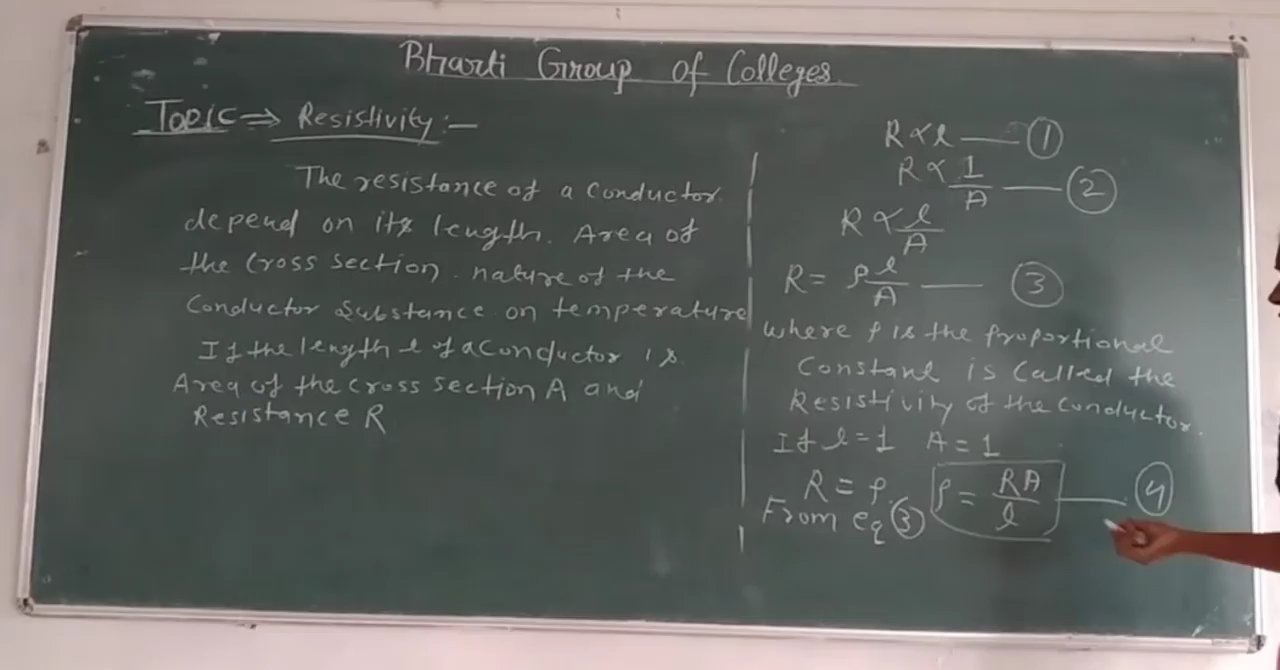 Bharti Group of Colleges
TOPIC ⇒ Resistivity :—
The resistance of a conductor
depend on its length. Area of
the cross section. nature of the
conductor substance on temperature
If the length l of a conductor is
Area of the cross section A and
Resistance R
R ∝ l —— ①
R ∝ 1/A —— ②
R ∝ l/A
R = ρ l/A —— ③
where ρ is the proportional
Constant is called the
Resistivity of the conductor.
If l = 1 A = 1
R = ρ.
From eq ③ ρ = RA/l —— ④